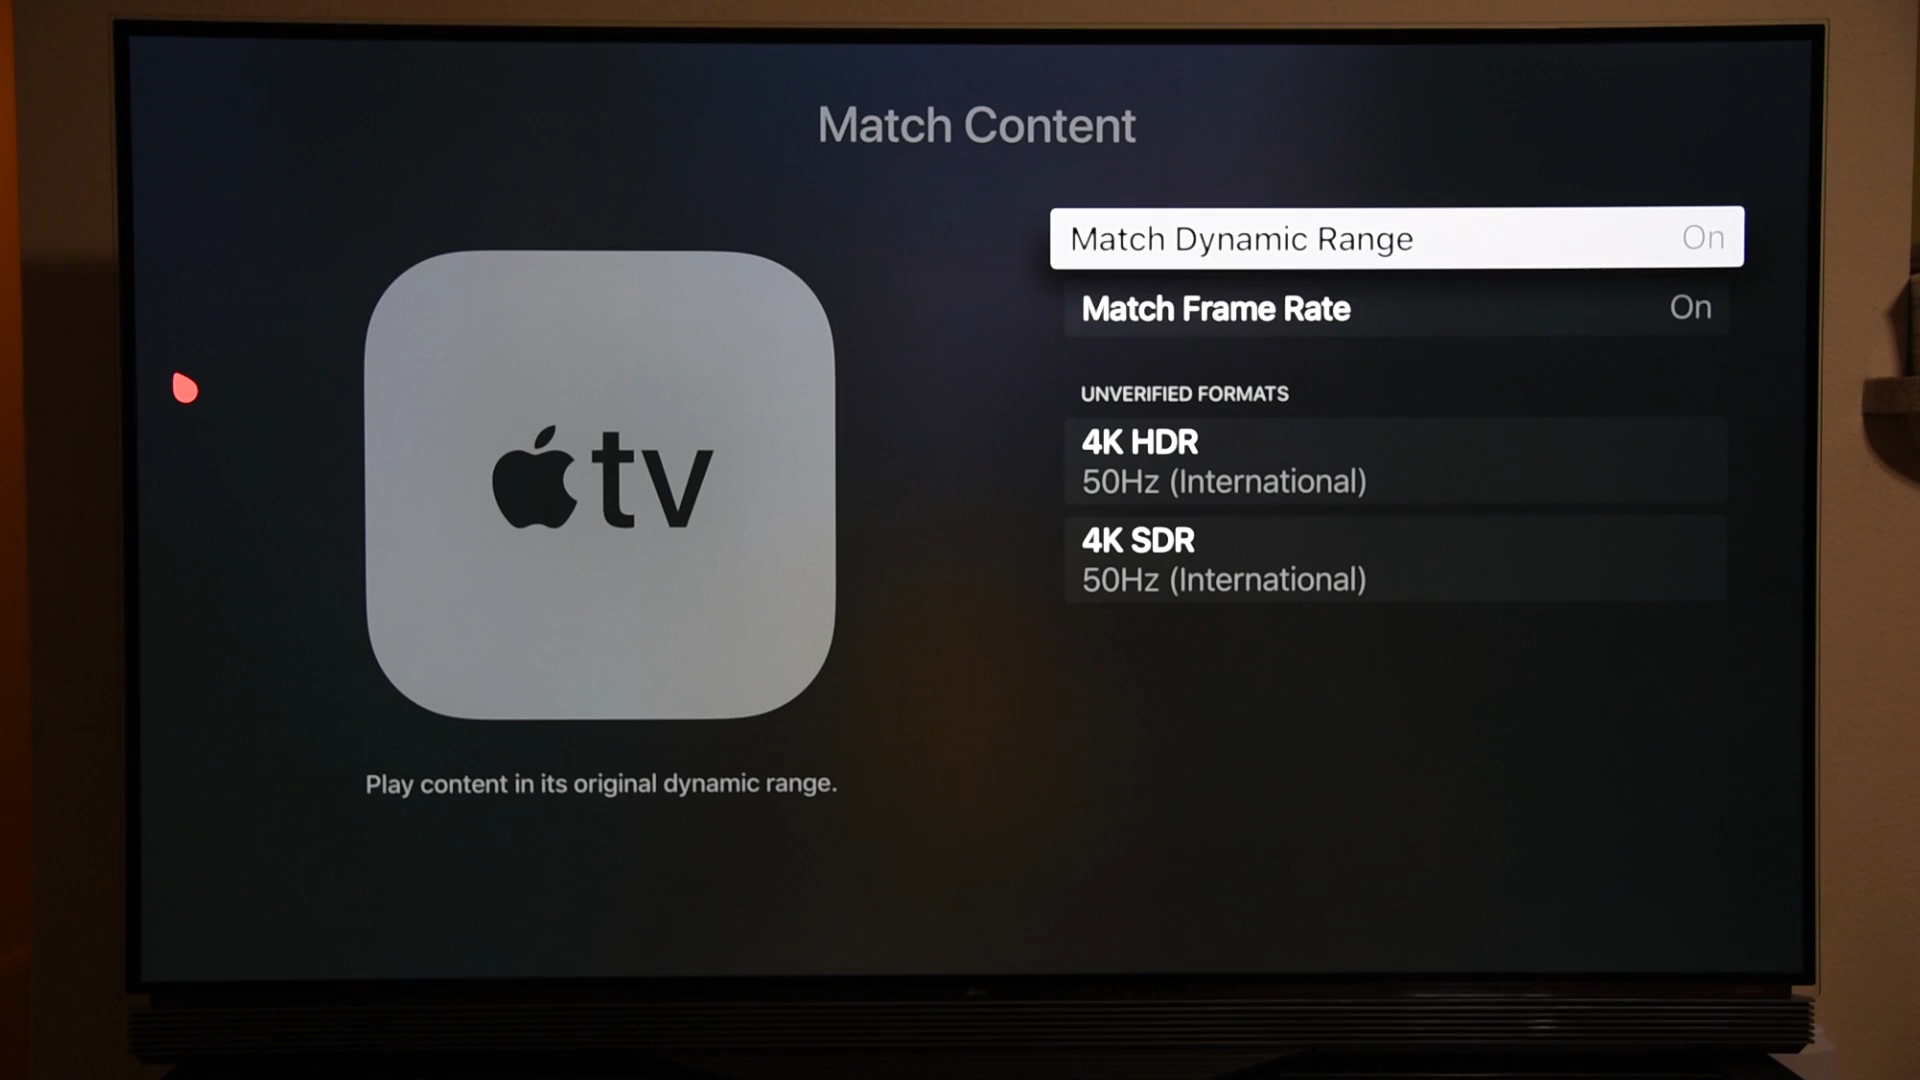 Match Content
Match Dynamic Range On
Match Frame Rate On
UNVERIFIED FORMATS
4K HDR
50Hz (International)
4K SDR
50Hz (International)
tv
Play content in its original dynamic range.